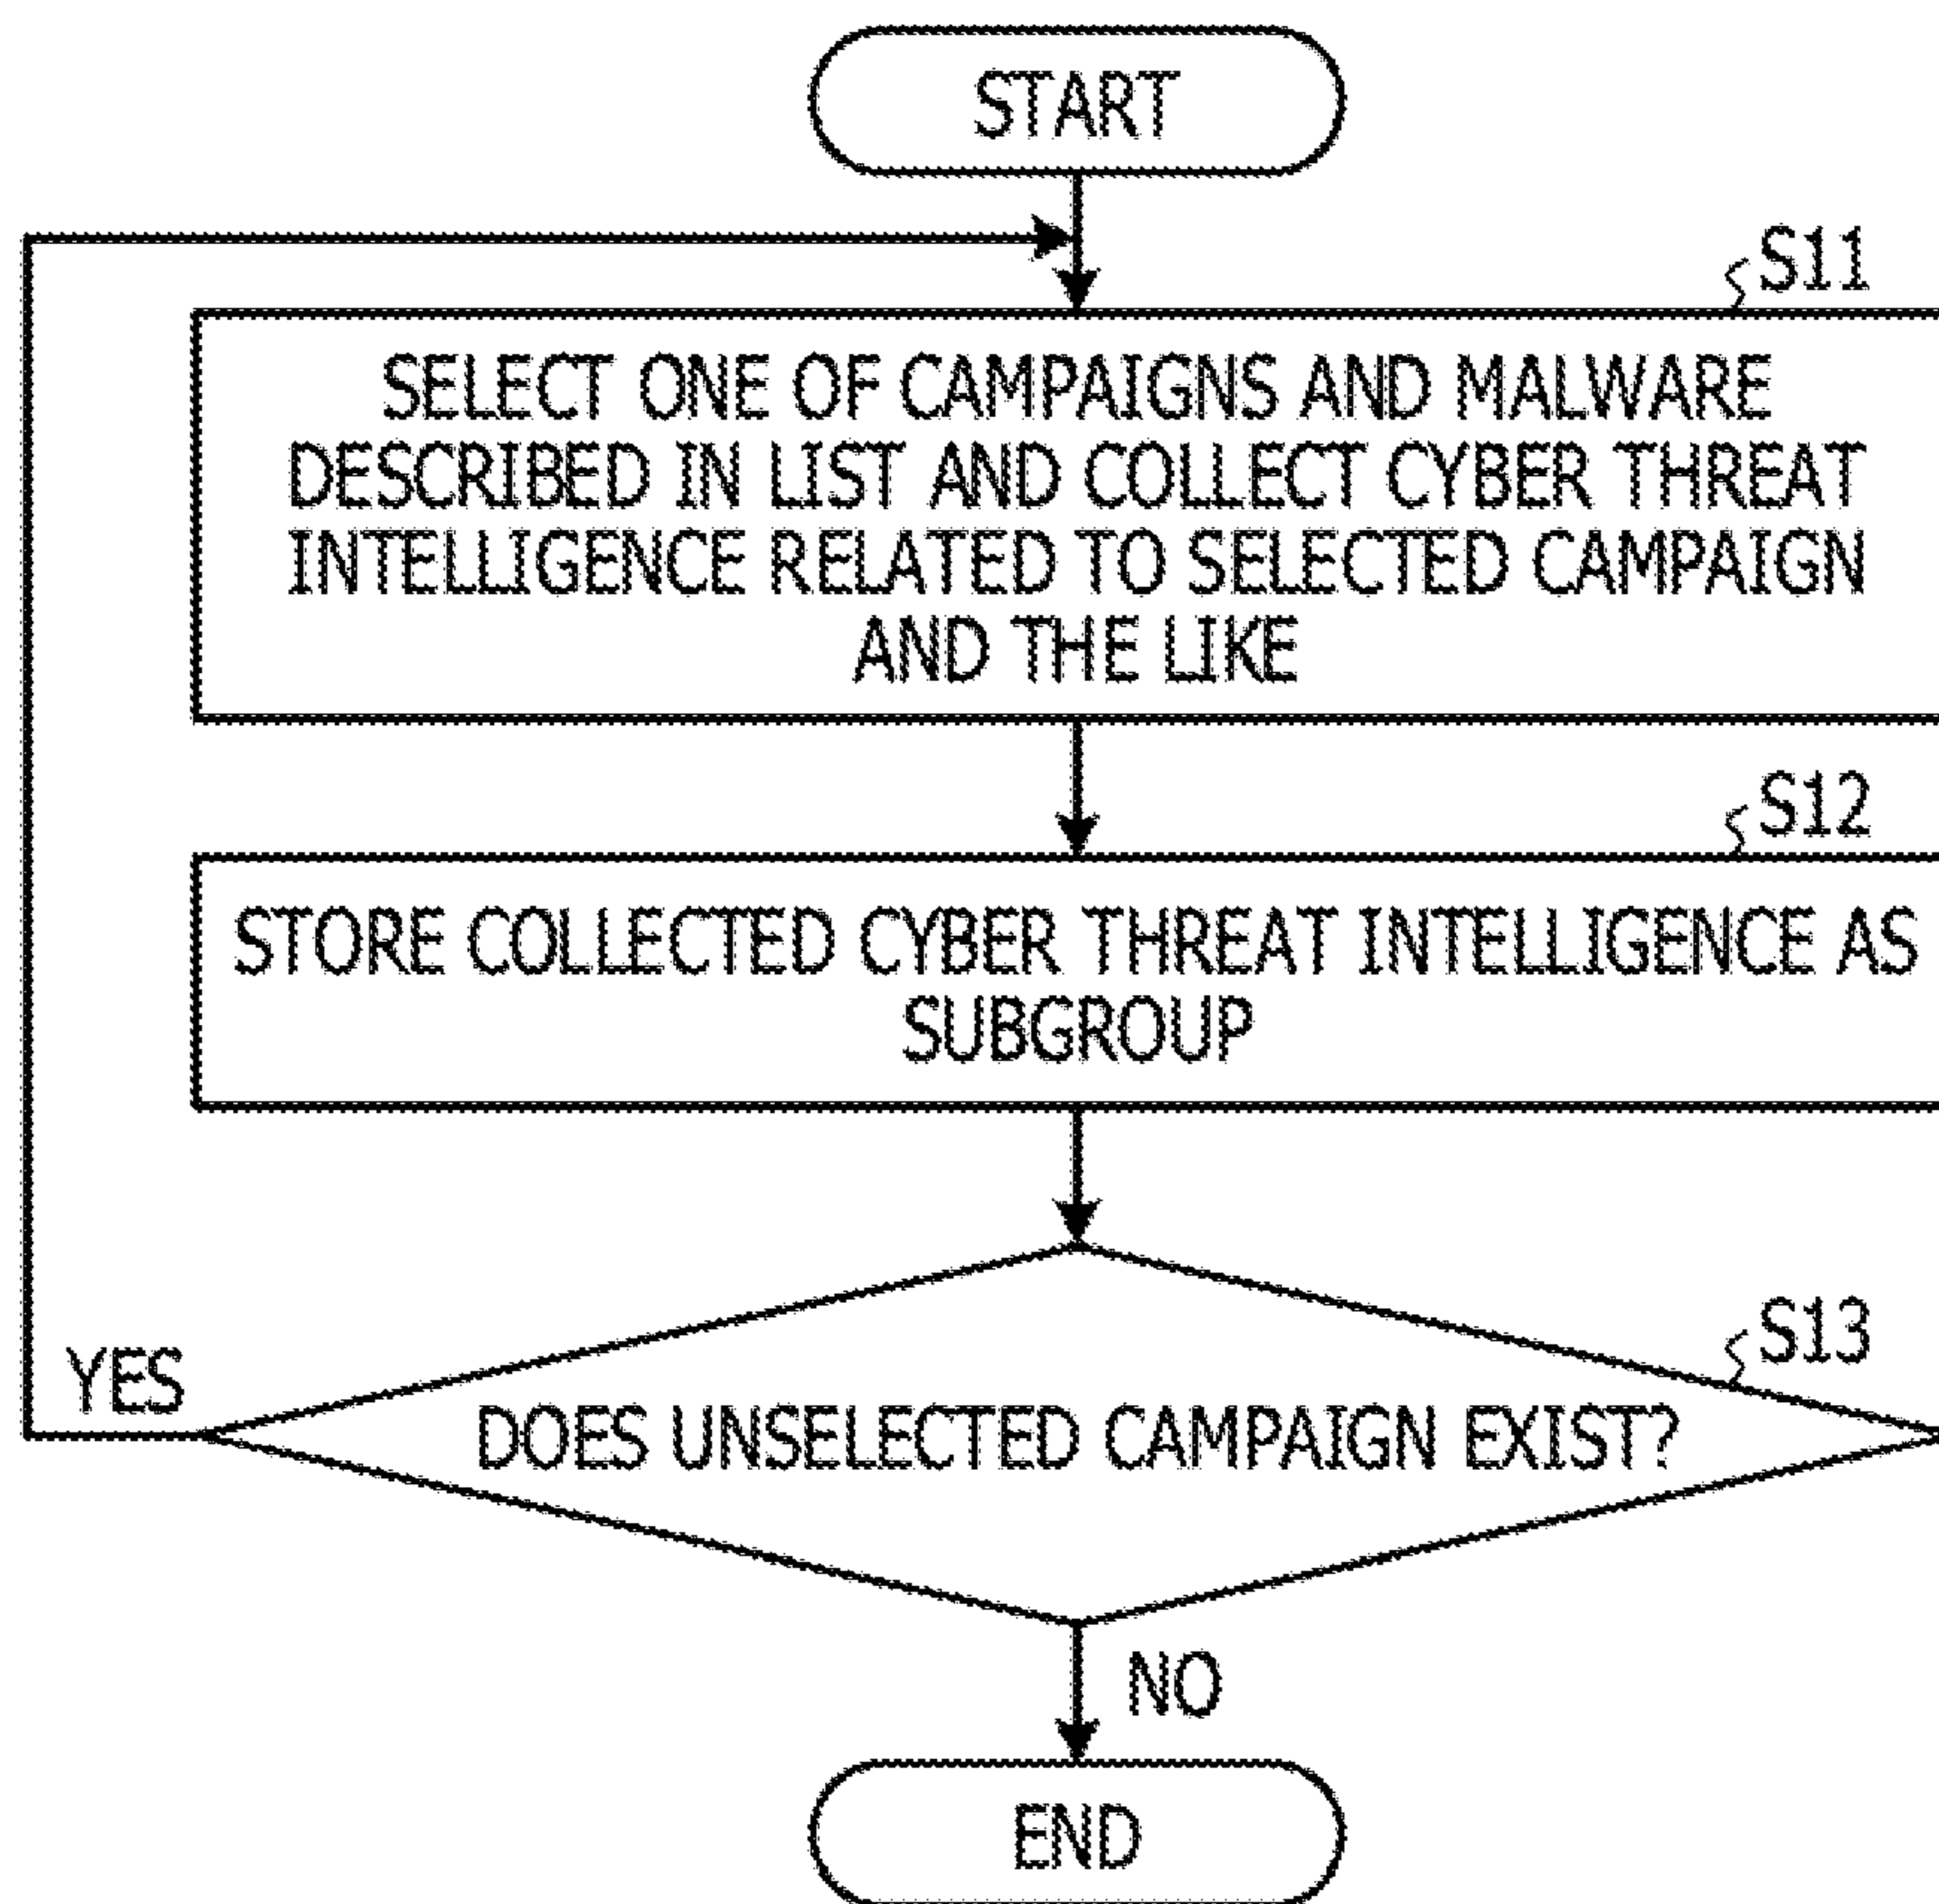 START
S11
SELECT ONE OF CAMPAIGNS AND MALWARE
DESCRIBED IN LIST AND COLLECT CYBER THREAT
INTELLIGENCE RELATED TO SELECTED CAMPAIGN
AND THE LIKE
S12
STORE COLLECTED CYBER THREAT INTELLIGENCE AS
SUBGROUP
S13
YES
DOES UNSELECTED CAMPAIGN EXIST?
NO
END